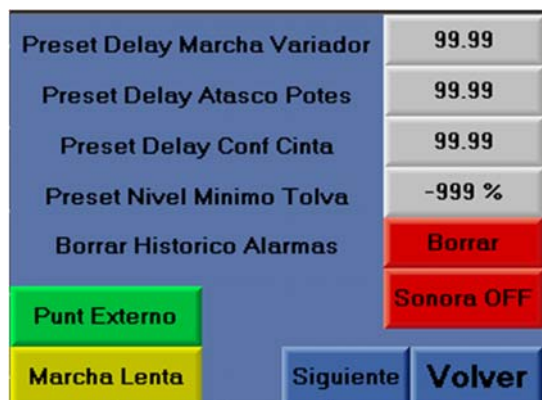 Preset Delay Marcha Variador 99.99
Preset Delay Atasco Potes 99.99
Preset Delay Conf Cinta 99.99
Preset Nivel Minimo Tolva -999 %
Borrar Historico Alarmas Borrar
Sonora OFF
Punt Externo
Marcha Lenta Siguiente Volver